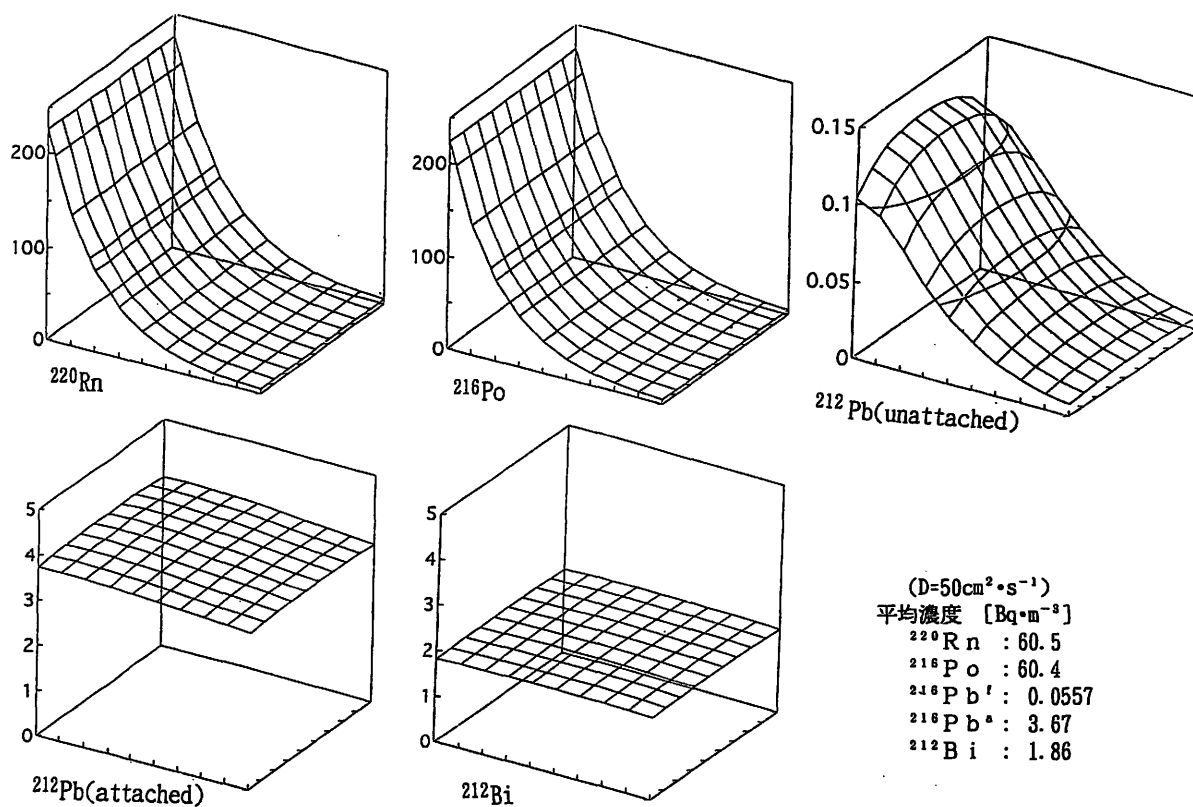 200
100
0
²²⁰Rn
200
100
0
²¹⁶Po
0.15
0.1
0.05
0
²¹²Pb(unattached)
5
4
3
2
1
0
²¹²Pb(attached)
5
4
3
2
1
0
²¹²Bi
(D=50cm²•s⁻¹)
平均濃度 [Bq•m⁻³]
²²⁰Rn : 60.5
²¹⁶Po : 60.4
²¹⁶Pbᶠ : 0.0557
²¹⁶Pbᵃ : 3.67
²¹²Bi : 1.86